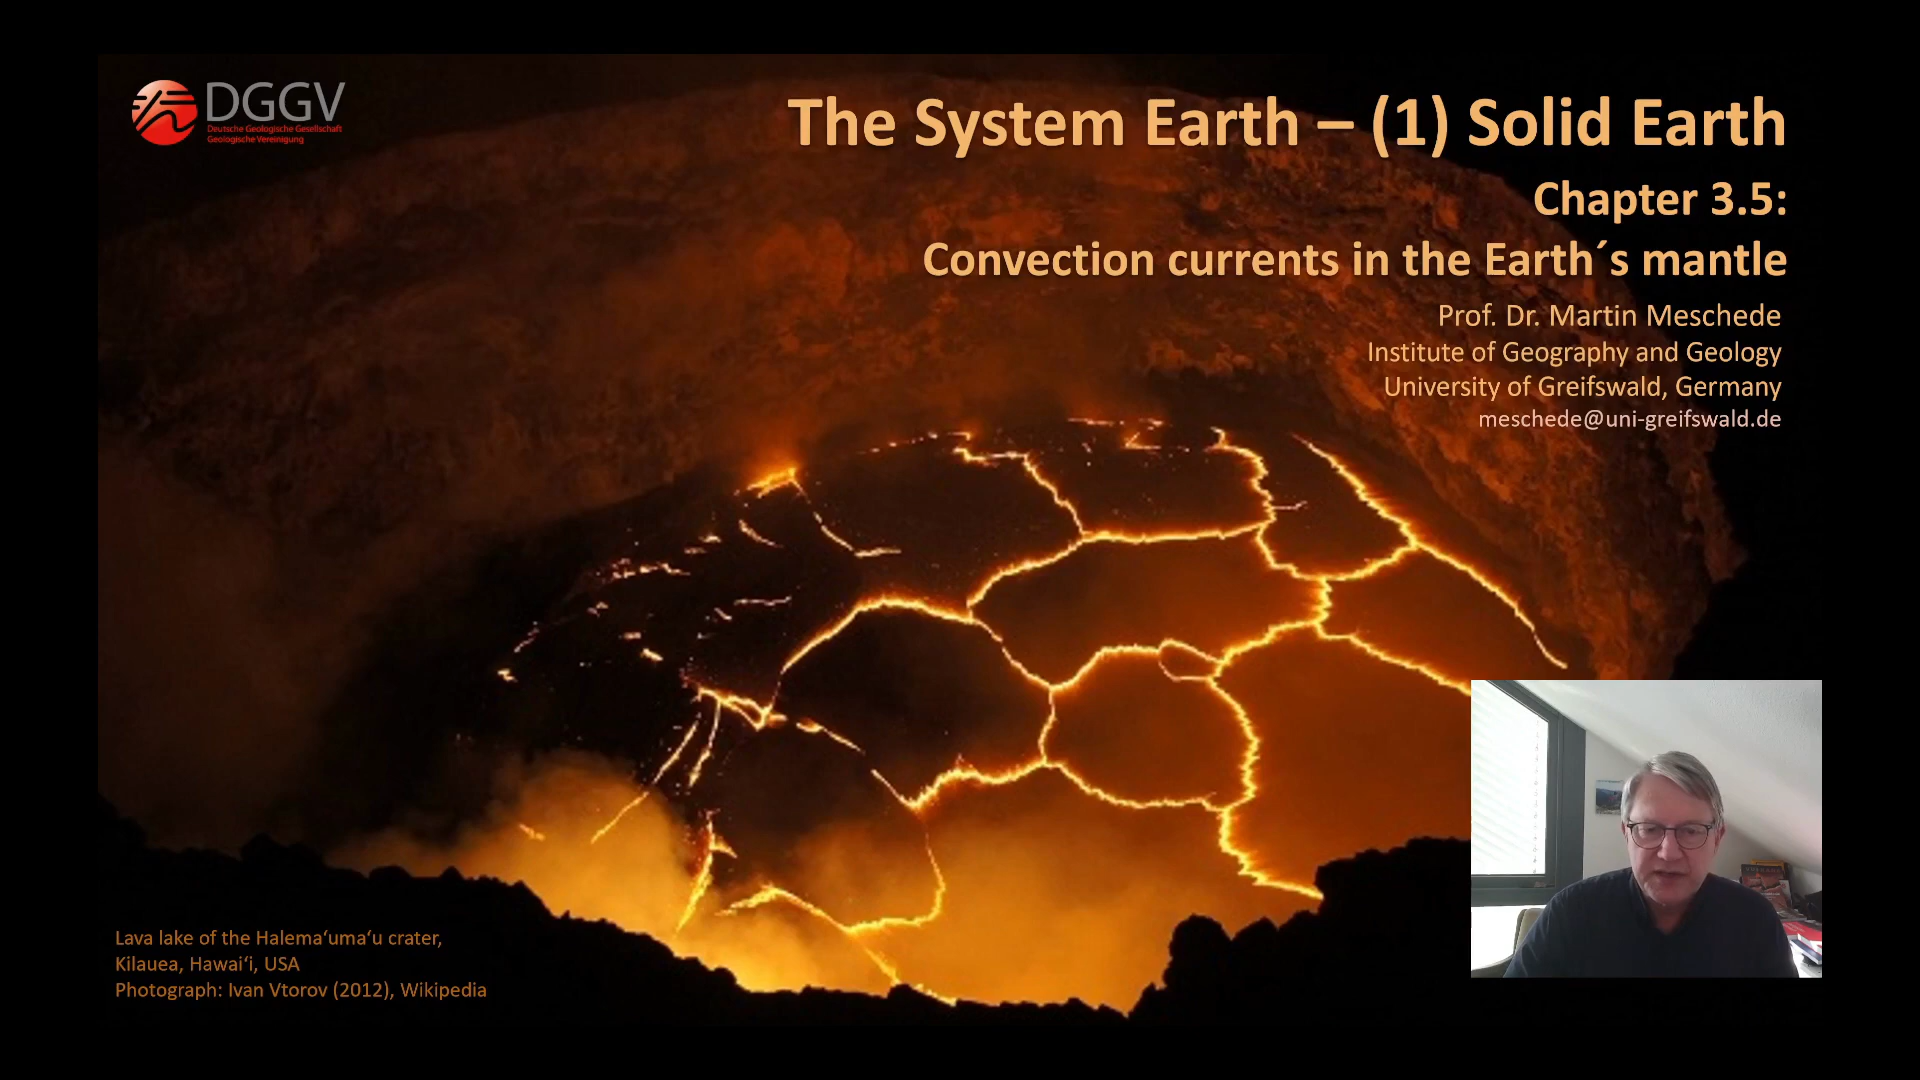 DGGV
Deutsche Geologische Gesellschaft
Geologische Vereinigung
The System Earth – (1) Solid Earth
Chapter 3.5:
Convection currents in the Earth´s mantle
Prof. Dr. Martin Meschede
Institute of Geography and Geology
University of Greifswald, Germany
meschede@uni-greifswald.de
Lava lake of the Halema‘uma‘u crater,
Kilauea, Hawai‘i, USA
Photograph: Ivan Vtorov (2012), Wikipedia